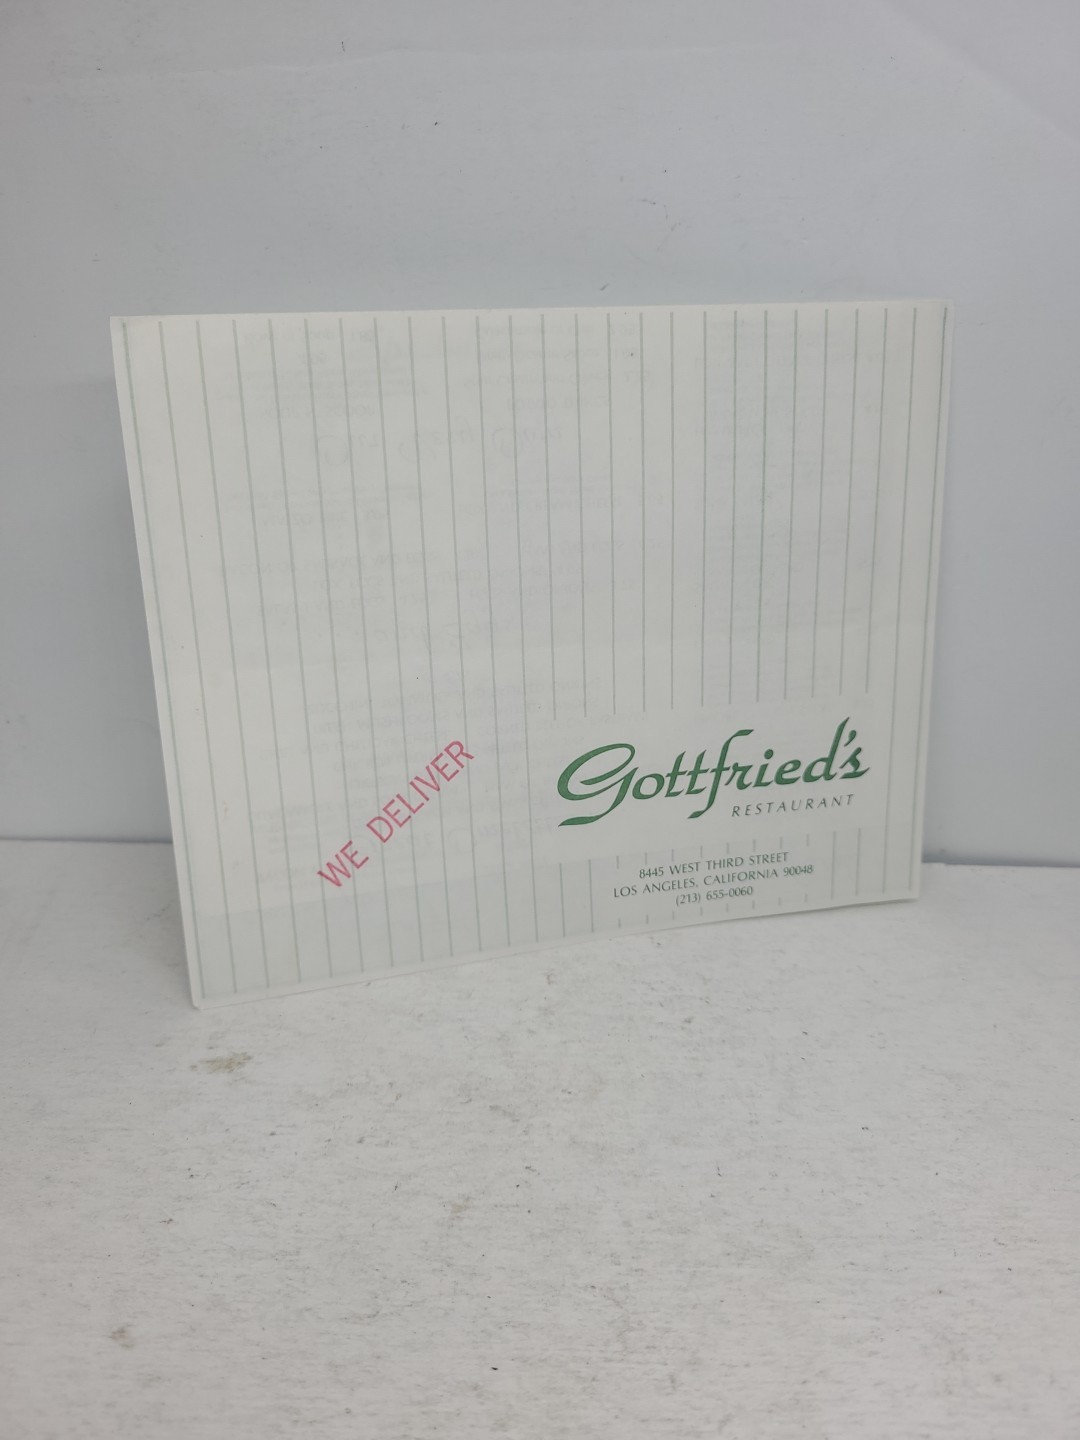 WE DELIVER
Gottfried's
RESTAURANT
8445 WEST THIRD STREET
LOS ANGELES, CALIFORNIA 90048
(213) 655-0060